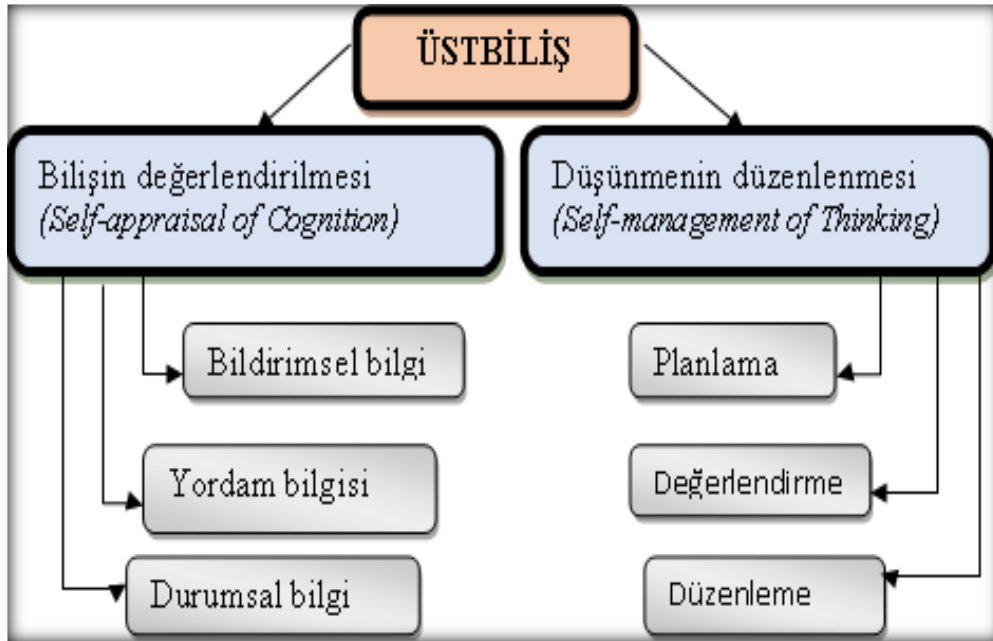 ÜSTBİLİŞ
Bilişin değerlendirilmesi
(Self-appraisal of Cognition)
Düşünmenin düzenlenmesi
(Self-management of Thinking)
Bildirimsel bilgi
Yordam bilgisi
Durumsal bilgi
Planlama
Değerlendirme
Düzenleme